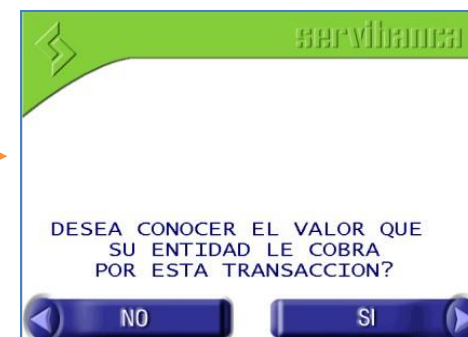 servibanca
DESEA CONOCER EL VALOR QUE
SU ENTIDAD LE COBRA
POR ESTA TRANSACCION?
NO
SI